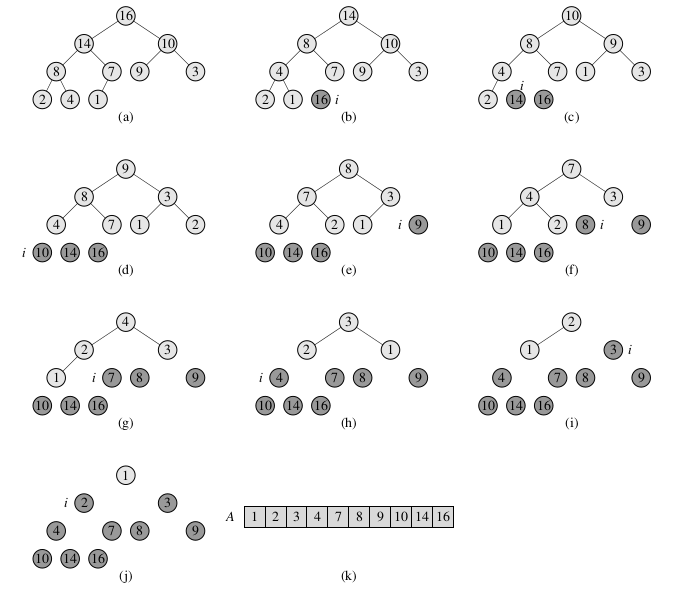 16 14 10
14 10 8 10 10 8 9
8 7 9 3 4 7 9 3 4 7 1 3
i
2 4 1 2 1 16 i 2 14 16
(a) (b) (c)
9 8 7
8 3 7 3 4 3
4 7 1 2 4 2 1 i 9 1 2 8 i 9
i 10 14 16 10 14 16 10 14 16
(d) (e) (f)
4 3 2
2 3 2 1 1 3 i
1 i 7 8 9 i 4 7 8 9 4 7 8 9
10 14 16 10 14 16 10 14 16
(g) (h) (i)
1
i 2 3
A 1 2 3 4 7 8 9 10 14 16
4 7 8 9
10 14 16
(j) (k)